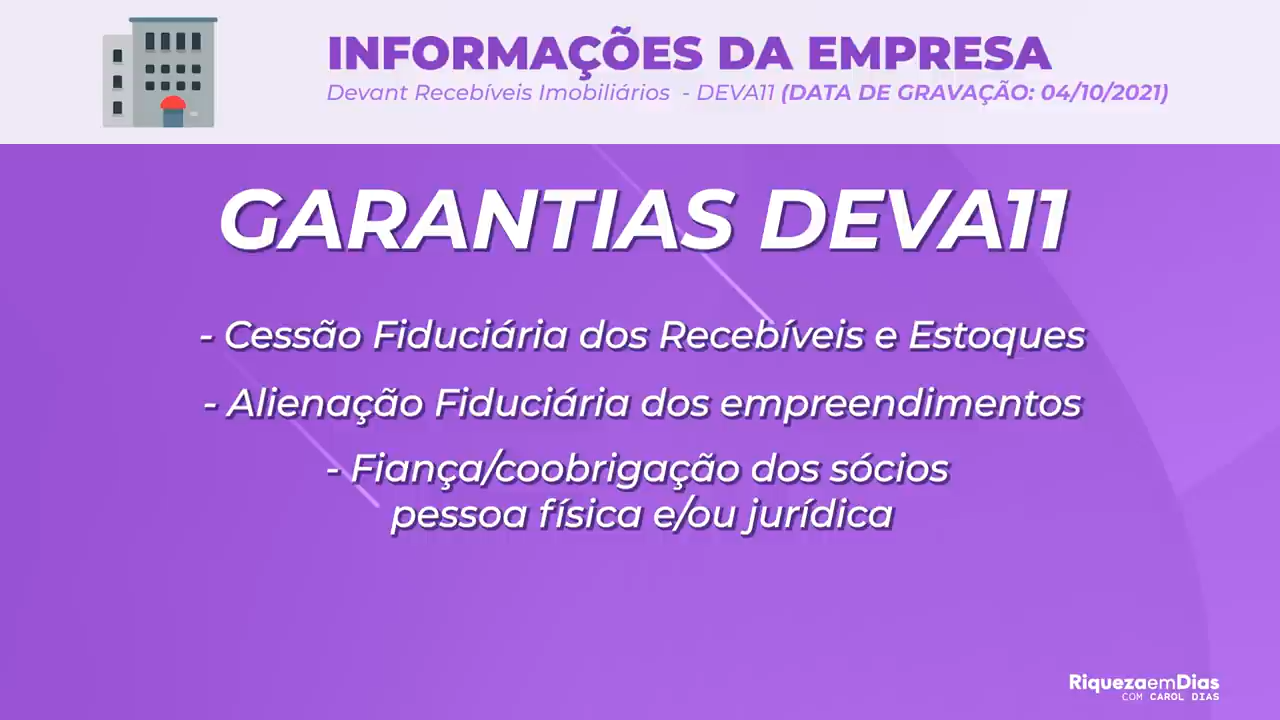 INFORMAÇÕES DA EMPRESA
Devant Recebíveis Imobiliários - DEVA11 (DATA DE GRAVAÇÃO: 04/10/2021)
GARANTIAS DEVA11
- Cessão Fiduciária dos Recebíveis e Estoques
- Alienação Fiduciária dos empreendimentos
- Fiança/coobrigação dos sócios
pessoa física e/ou jurídica
RiquezaemDias
COM CAROL DIAS